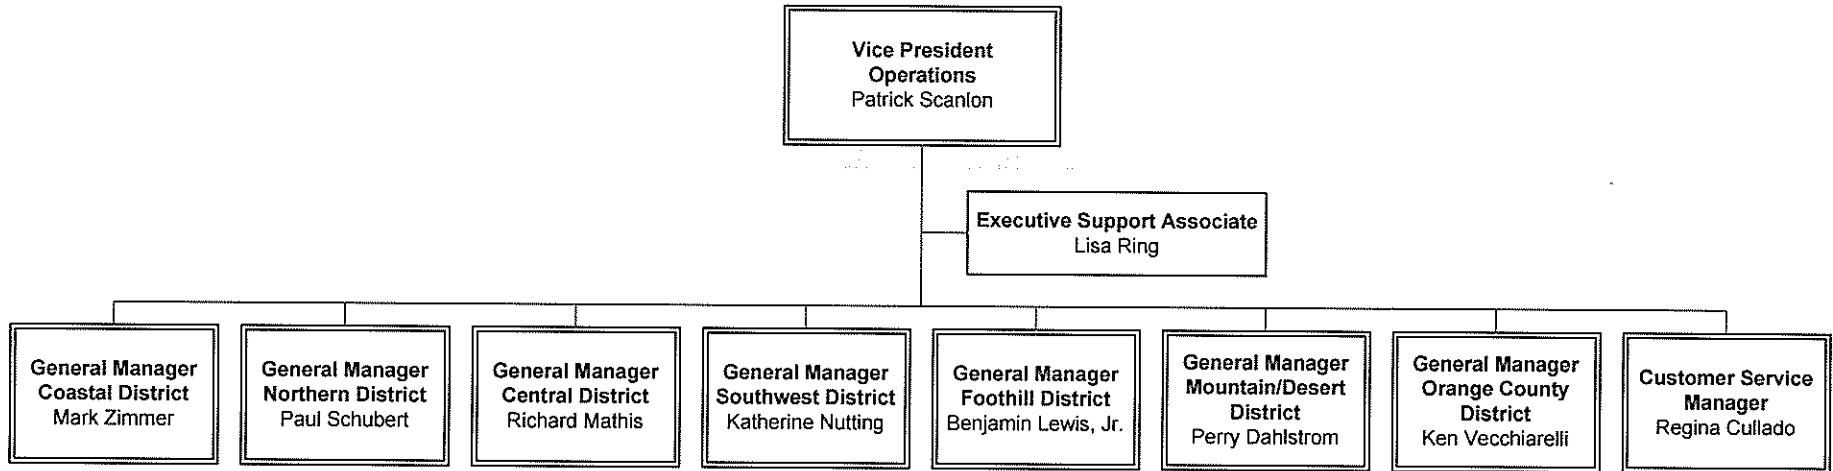 Vice President
Operations
Patrick Scanlon
Executive Support Associate
Lisa Ring
General Manager
Coastal District
Mark Zimmer
General Manager
Northern District
Paul Schubert
General Manager
Central District
Richard Mathis
General Manager
Southwest District
Katherine Nutting
General Manager
Foothill District
Benjamin Lewis, Jr.
General Manager
Mountain/Desert
District
Perry Dahlstrom
General Manager
Orange County
District
Ken Vecchiarelli
Customer Service
Manager
Regina Cullado